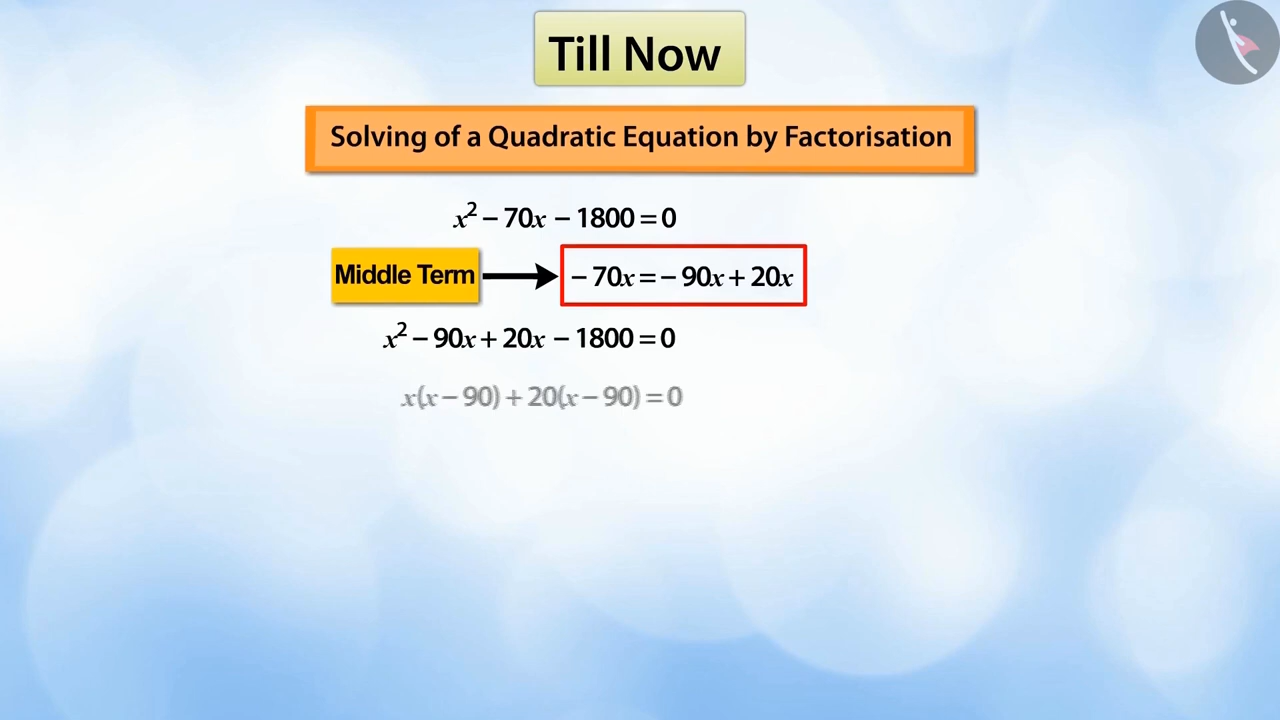 Till Now
Solving of a Quadratic Equation by Factorisation
x² − 70x − 1800 = 0
Middle Term
− 70x = − 90x + 20x
x² − 90x + 20x − 1800 = 0
x(x − 90) + 20(x − 90) = 0